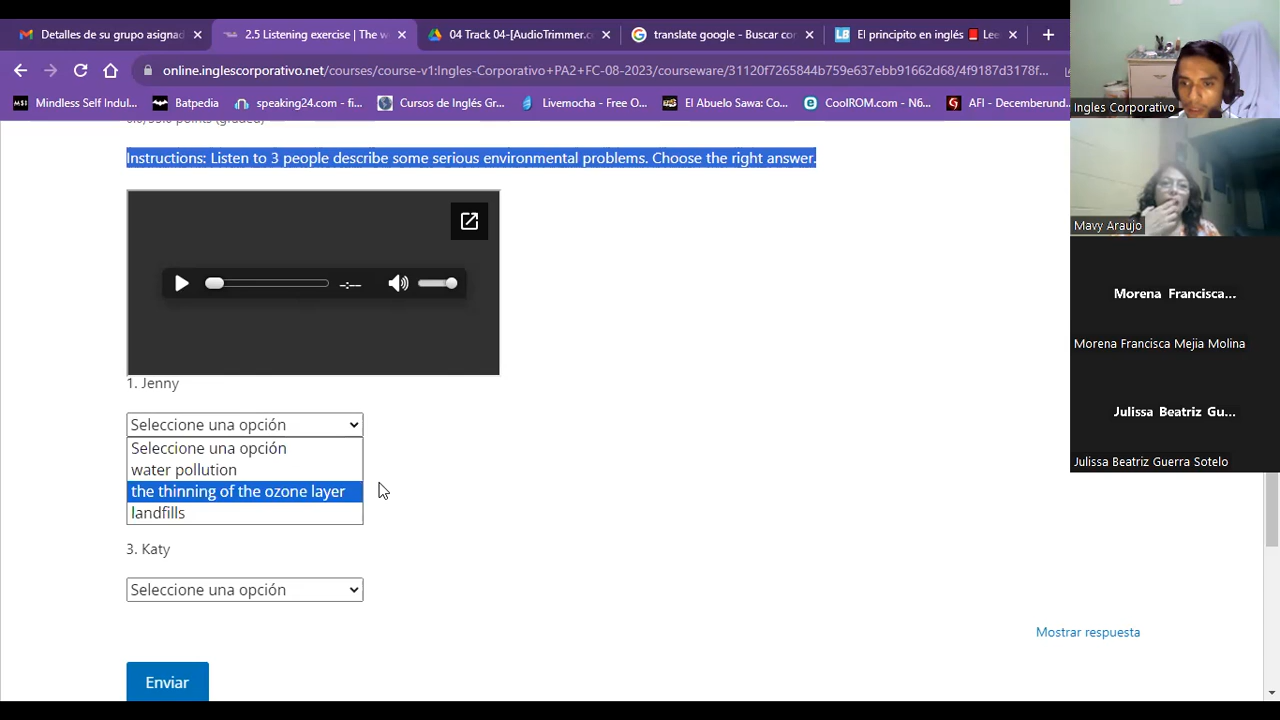 Detalles de su grupo asignad
2.5 Listening exercise | The w
04 Track 04-[AudioTrimmer.c
translate google - Buscar co
El principito en inglés 📕 Lee
online.inglescorporativo.net/courses/course-v1:Ingles-Corporativo+PA2+FC-08-2023/courseware/31120f7265844b759e637ebb91662d68/4f9187d3178f...
Mindless Self Indul...
Batpedia
speaking24.com - fi...
Cursos de Inglés Gr...
Livemocha - Free O...
El Abuelo Sawa: Co...
CoolROM.com - N6...
AFI - Decemberund...
Instructions: Listen to 3 people describe some serious environmental problems. Choose the right answer.
-:--
1. Jenny
Seleccione una opción
Seleccione una opción
water pollution
the thinning of the ozone layer
landfills
3. Katy
Seleccione una opción
Mostrar respuesta
Enviar
Ingles Corporativo
Mavy Araujo
Morena Francisca...
Morena Francisca Mejia Molina
Julissa Beatriz Gu...
Julissa Beatriz Guerra Sotelo